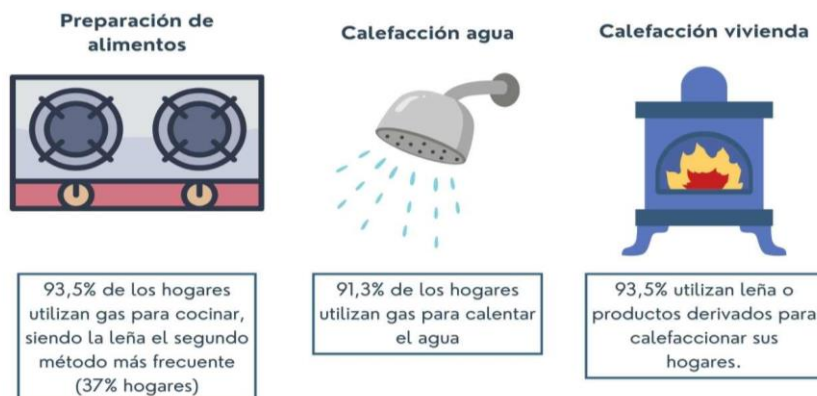 Preparación de
alimentos
Calefacción agua
Calefacción vivienda
93,5% de los hogares
utilizan gas para cocinar,
siendo la leña el segundo
método más frecuente
(37% hogares)
91,3% de los hogares
utilizan gas para calentar
el agua
93,5% utilizan leña o
productos derivados para
calefaccionar sus
hogares.